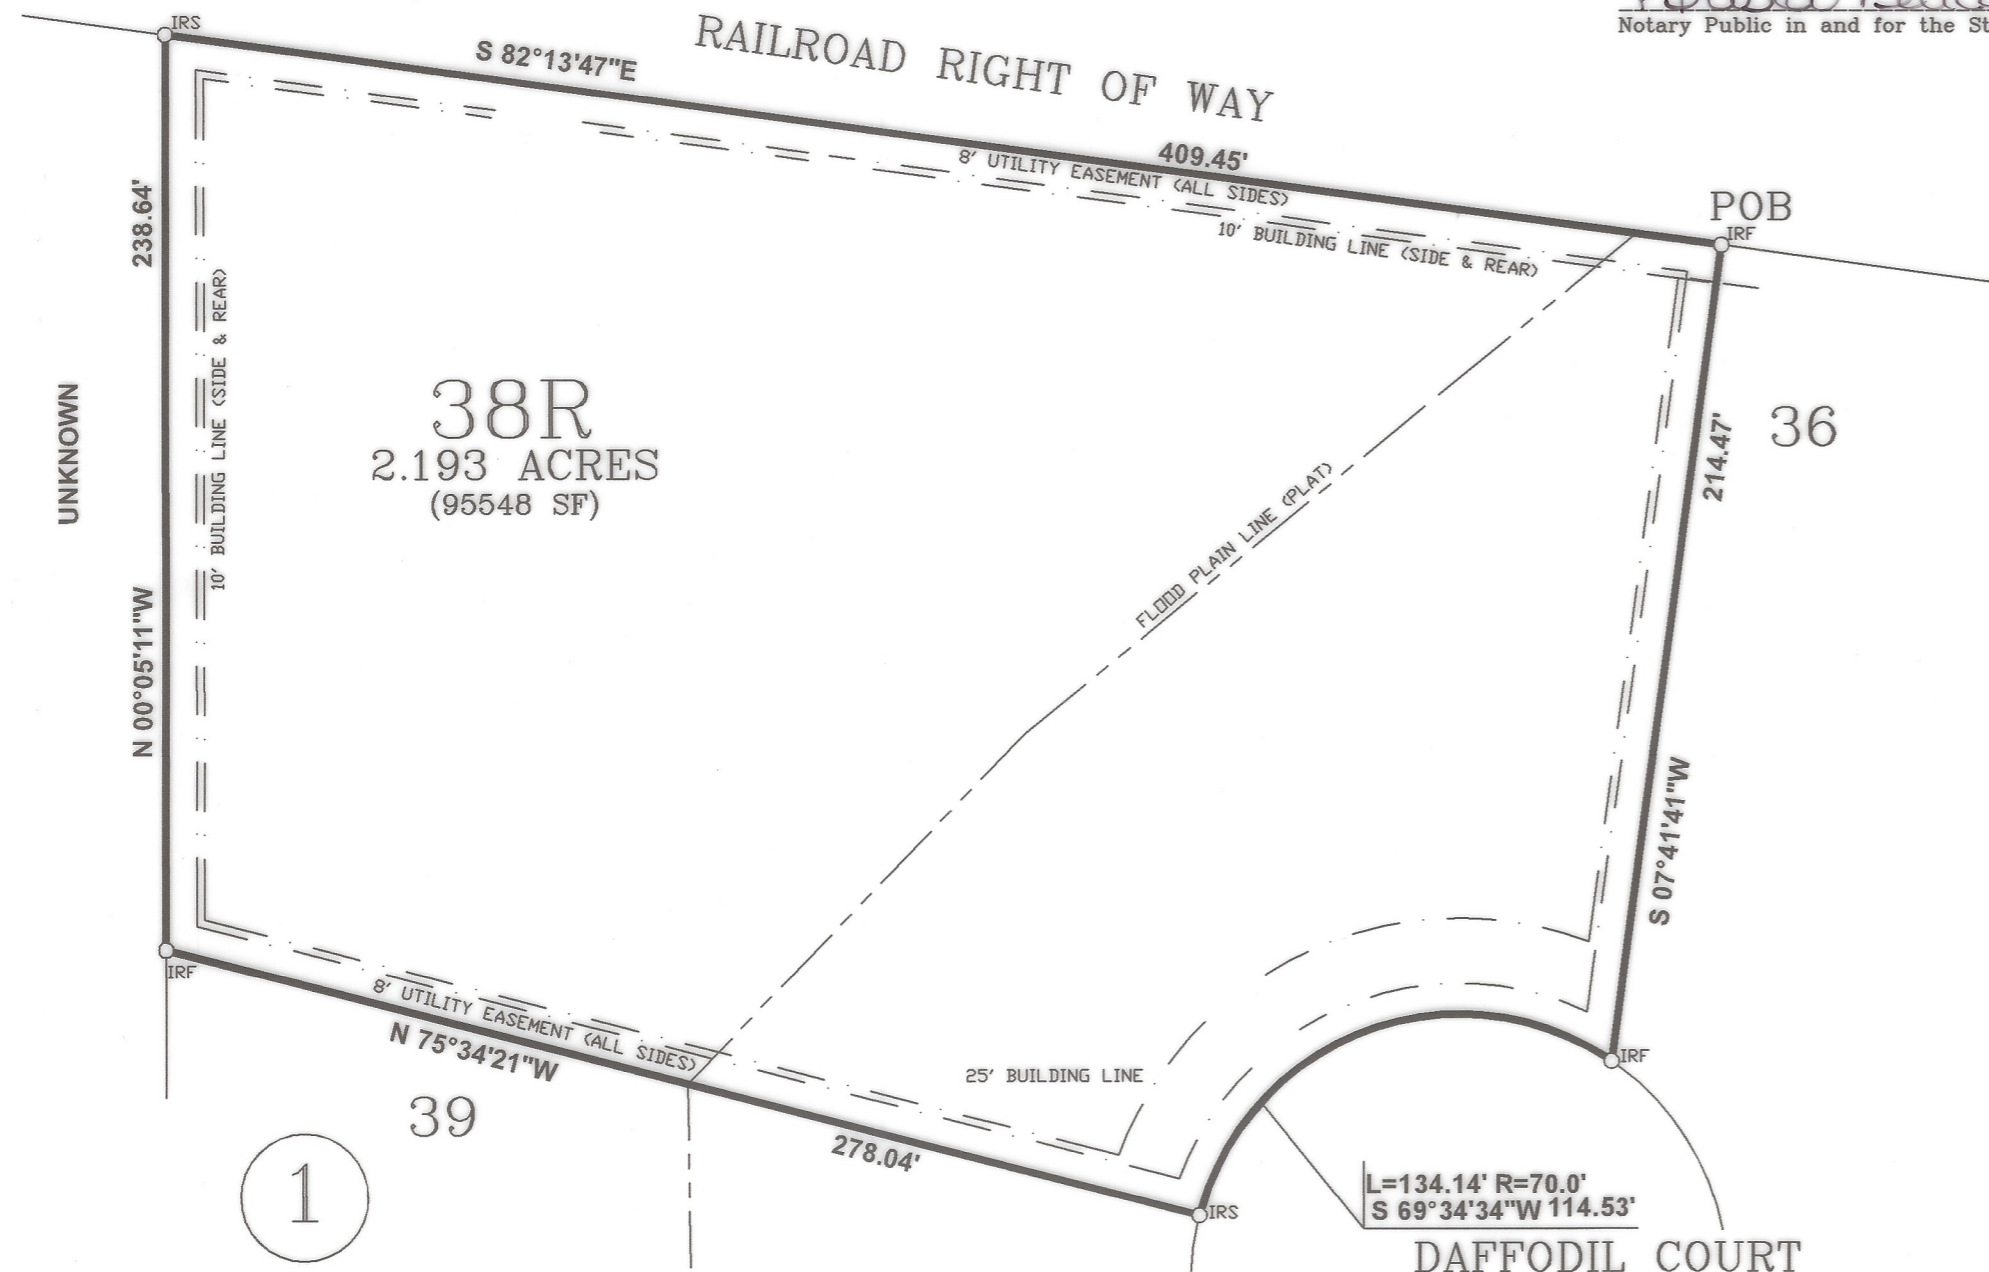 Notary Public in and for the St
IRS
S 82°13'47"E
RAILROAD RIGHT OF WAY
409.45'
8' UTILITY EASEMENT (ALL SIDES)
10' BUILDING LINE (SIDE & REAR)
POB
IRF
238.64'
10' BUILDING LINE (SIDE & REAR)
UNKNOWN
N 00°05'11"W
38R
2.193 ACRES
(95548 SF)
FLOOD PLAIN LINE (PLAT)
214.47'
36
S 07°41'41"W
IRF
8' UTILITY EASEMENT (ALL SIDES)
N 75°34'21"W
39
1
278.04'
25' BUILDING LINE
IRF
IRS
L=134.14' R=70.0'
S 69°34'34"W 114.53'
DAFFODIL COURT